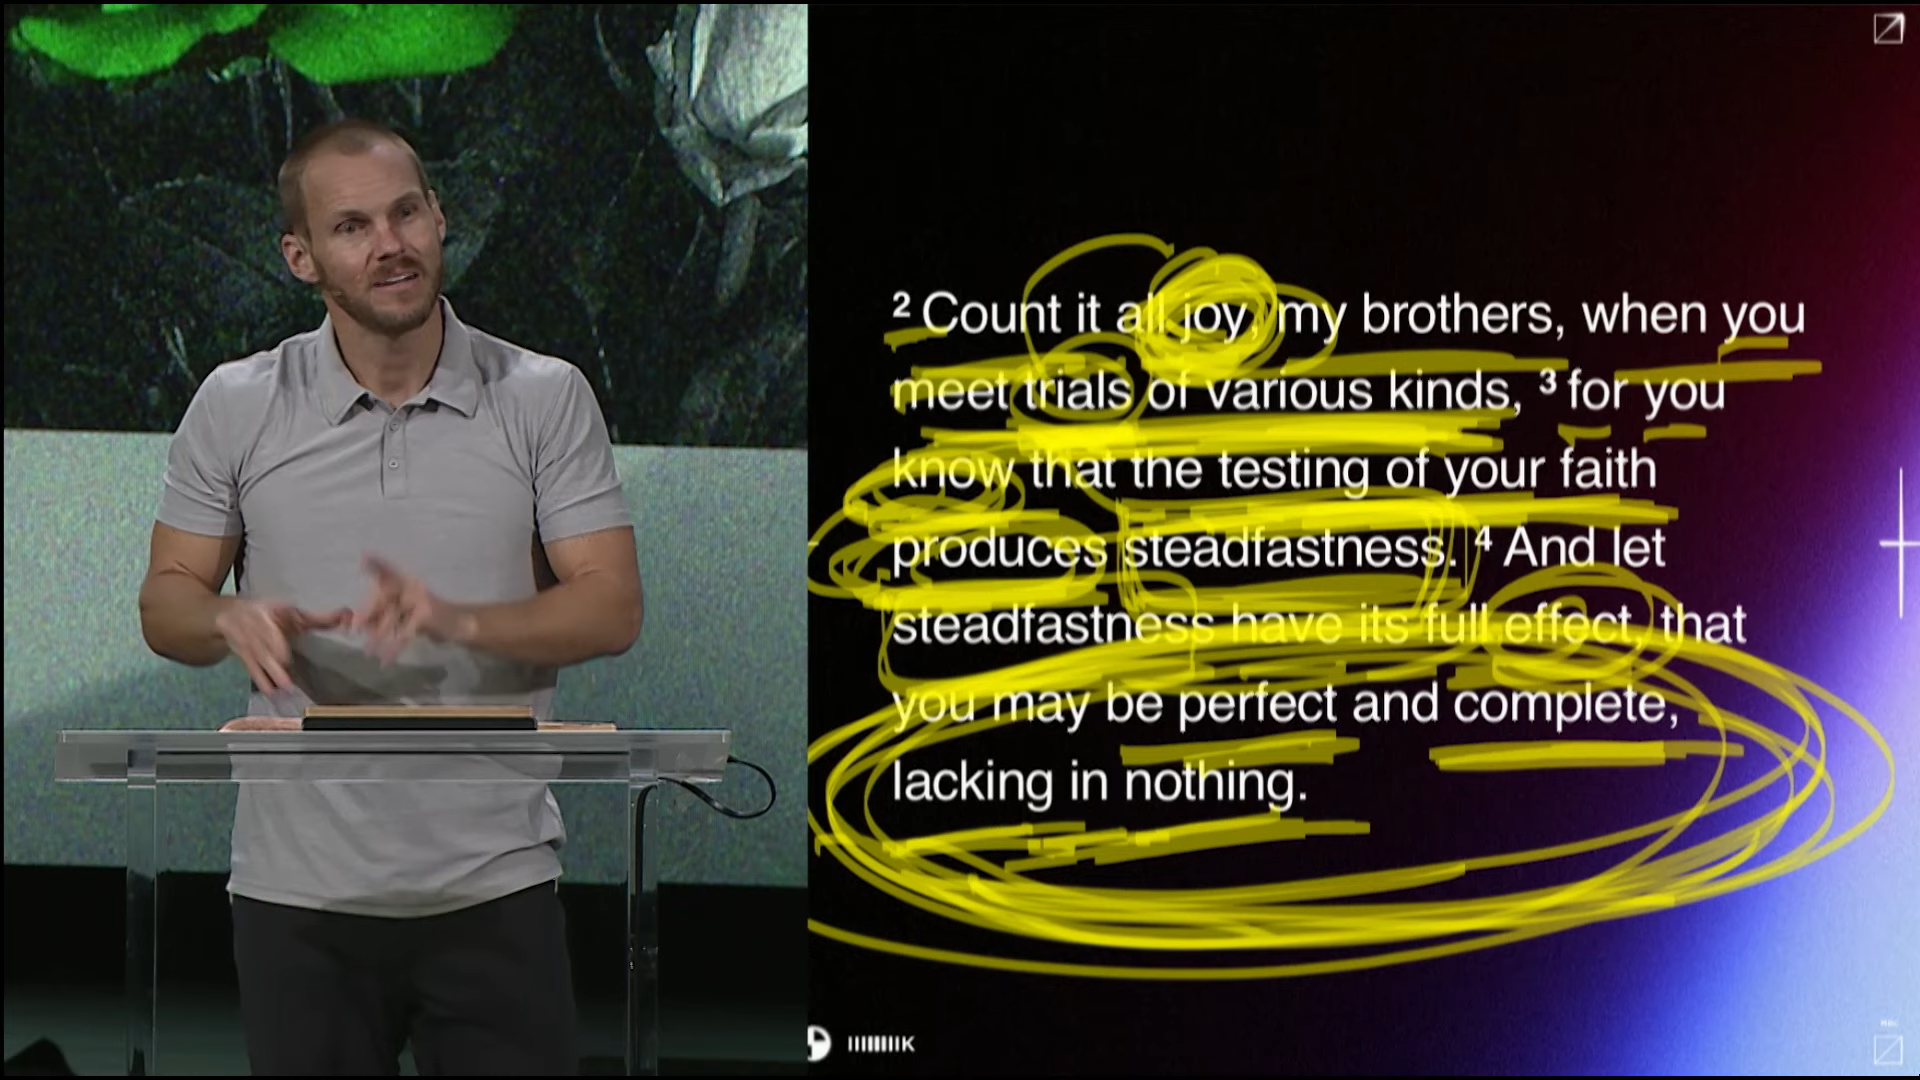 ² Count it all joy, my brothers, when you
meet trials of various kinds, ³ for you
know that the testing of your faith
produces steadfastness. ⁴ And let
steadfastness have its full effect, that
you may be perfect and complete,
lacking in nothing.